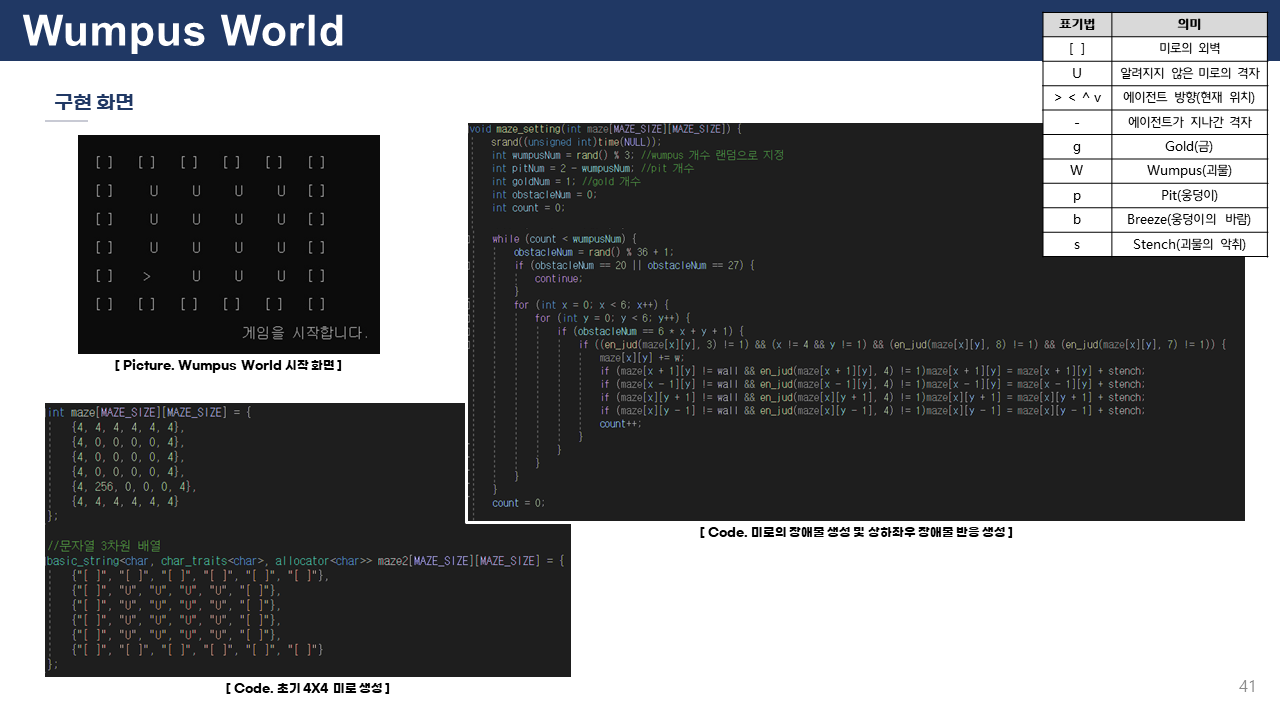 Wumpus World
표기법 의미
[ ] 미로의 외벽
U 알려지지 않은 미로의 격자
> < ^ v 에이전트 방향(현재 위치)
- 에이전트가 지나간 격자
g Gold(금)
W Wumpus(괴물)
p Pit(웅덩이)
b Breeze(웅덩이의 바람)
s Stench(괴물의 악취)
구현 화면
[ ] [ ] [ ] [ ] [ ] [ ]
[ ] U U U U [ ]
[ ] U U U U [ ]
[ ] U U U U [ ]
[ ] > U U U [ ]
[ ] [ ] [ ] [ ] [ ] [ ]
게임을 시작합니다.
[ Picture. Wumpus World 시작 화면 ]
void maze_setting(int maze[MAZE_SIZE][MAZE_SIZE]) {
srand((unsigned int)time(NULL));
int wumpusNum = rand() % 3; //wumpus 개수 랜덤으로 지정
int pitNum = 2 - wumpusNum; //pit 개수
int goldNum = 1; //gold 개수
int obstacleNum = 0;
int count = 0;
while (count < wumpusNum) {
obstacleNum = rand() % 36 + 1;
if (obstacleNum == 20 || obstacleNum == 27) {
continue;
}
for (int x = 0; x < 6; x++) {
for (int y = 0; y < 6; y++) {
if (obstacleNum == 6 * x + y + 1) {
if ((en_jud(maze[x][y], 3) != 1) && (x != 4 && y != 1) && (en_jud(maze[x][y], 8) != 1) && (en_jud(maze[x][y], 7) != 1)) {
maze[x][y] += w;
if (maze[x + 1][y] != wall && en_jud(maze[x + 1][y], 4) != 1)maze[x + 1][y] = maze[x + 1][y] + stench;
if (maze[x - 1][y] != wall && en_jud(maze[x - 1][y], 4) != 1)maze[x - 1][y] = maze[x - 1][y] + stench;
if (maze[x][y + 1] != wall && en_jud(maze[x][y + 1], 4) != 1)maze[x][y + 1] = maze[x][y + 1] + stench;
if (maze[x][y - 1] != wall && en_jud(maze[x][y - 1], 4) != 1)maze[x][y - 1] = maze[x][y - 1] + stench;
count++;
}
}
}
}
}
count = 0;
[ Code. 미로의 장애물 생성 및 상하좌우 장애물 반응 생성 ]
int maze[MAZE_SIZE][MAZE_SIZE] = {
{4, 4, 4, 4, 4, 4},
{4, 0, 0, 0, 0, 4},
{4, 0, 0, 0, 0, 4},
{4, 0, 0, 0, 0, 4},
{4, 256, 0, 0, 0, 4},
{4, 4, 4, 4, 4, 4}
};
//문자열 3차원 배열
basic_string<char, char_traits<char>, allocator<char>> maze2[MAZE_SIZE][MAZE_SIZE] = {
{"[ ]", "[ ]", "[ ]", "[ ]", "[ ]", "[ ]"},
{"[ ]", "U", "U", "U", "U", "[ ]"},
{"[ ]", "U", "U", "U", "U", "[ ]"},
{"[ ]", "U", "U", "U", "U", "[ ]"},
{"[ ]", "U", "U", "U", "U", "[ ]"},
{"[ ]", "[ ]", "[ ]", "[ ]", "[ ]", "[ ]"}
};
[ Code. 초기 4X4 미로 생성 ]
41